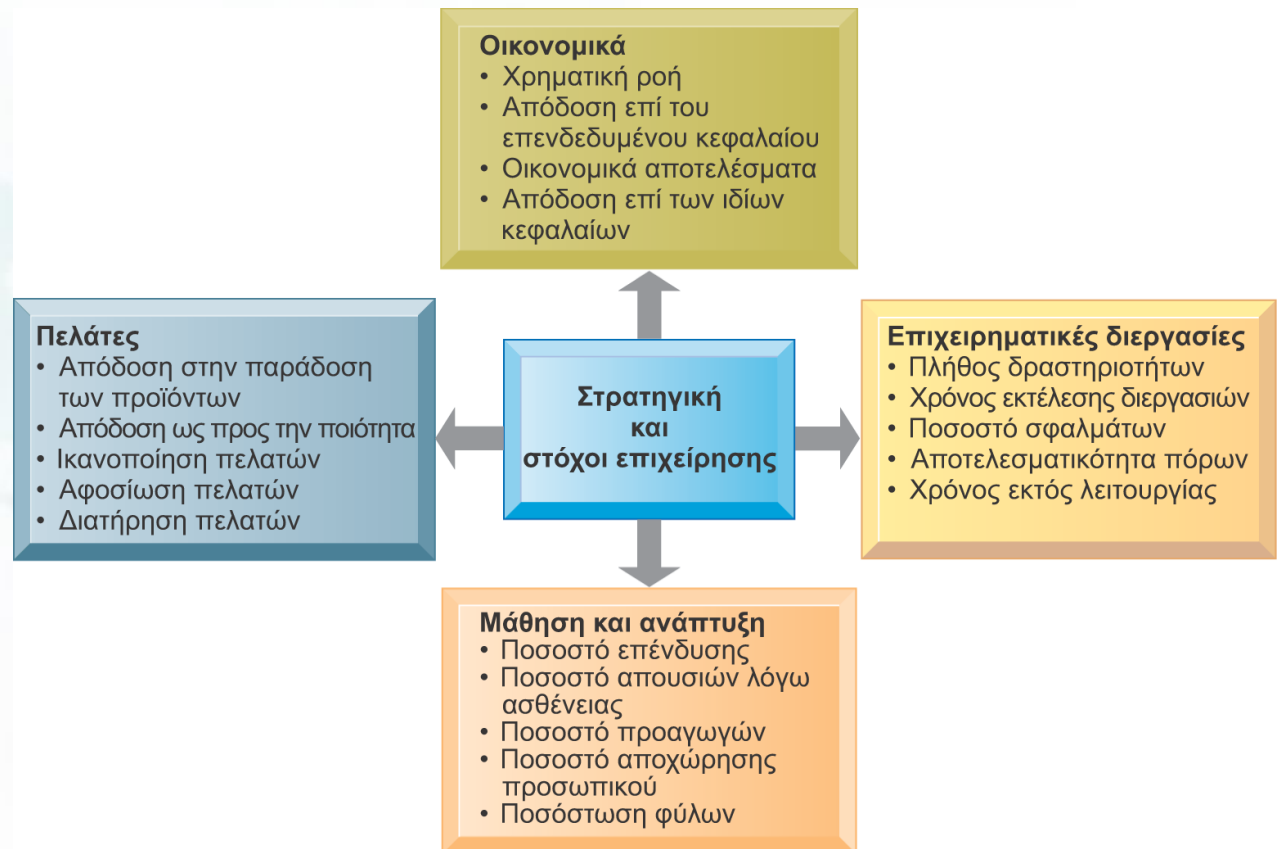 Οικονομικά
• Χρηματική ροή
• Απόδοση επί του
επενδεδυμένου κεφαλαίου
• Οικονομικά αποτελέσματα
• Απόδοση επί των ιδίων
κεφαλαίων
Πελάτες
• Απόδοση στην παράδοση
των προϊόντων
• Απόδοση ως προς την ποιότητα
• Ικανοποίηση πελατών
• Αφοσίωση πελατών
• Διατήρηση πελατών
Στρατηγική
και
στόχοι επιχείρησης
Επιχειρηματικές διεργασίες
• Πλήθος δραστηριοτήτων
• Χρόνος εκτέλεσης διεργασιών
• Ποσοστό σφαλμάτων
• Αποτελεσματικότητα πόρων
• Χρόνος εκτός λειτουργίας
Μάθηση και ανάπτυξη
• Ποσοστό επένδυσης
• Ποσοστό απουσιών λόγω
ασθένειας
• Ποσοστό προαγωγών
• Ποσοστό αποχώρησης
προσωπικού
• Ποσόστωση φύλων